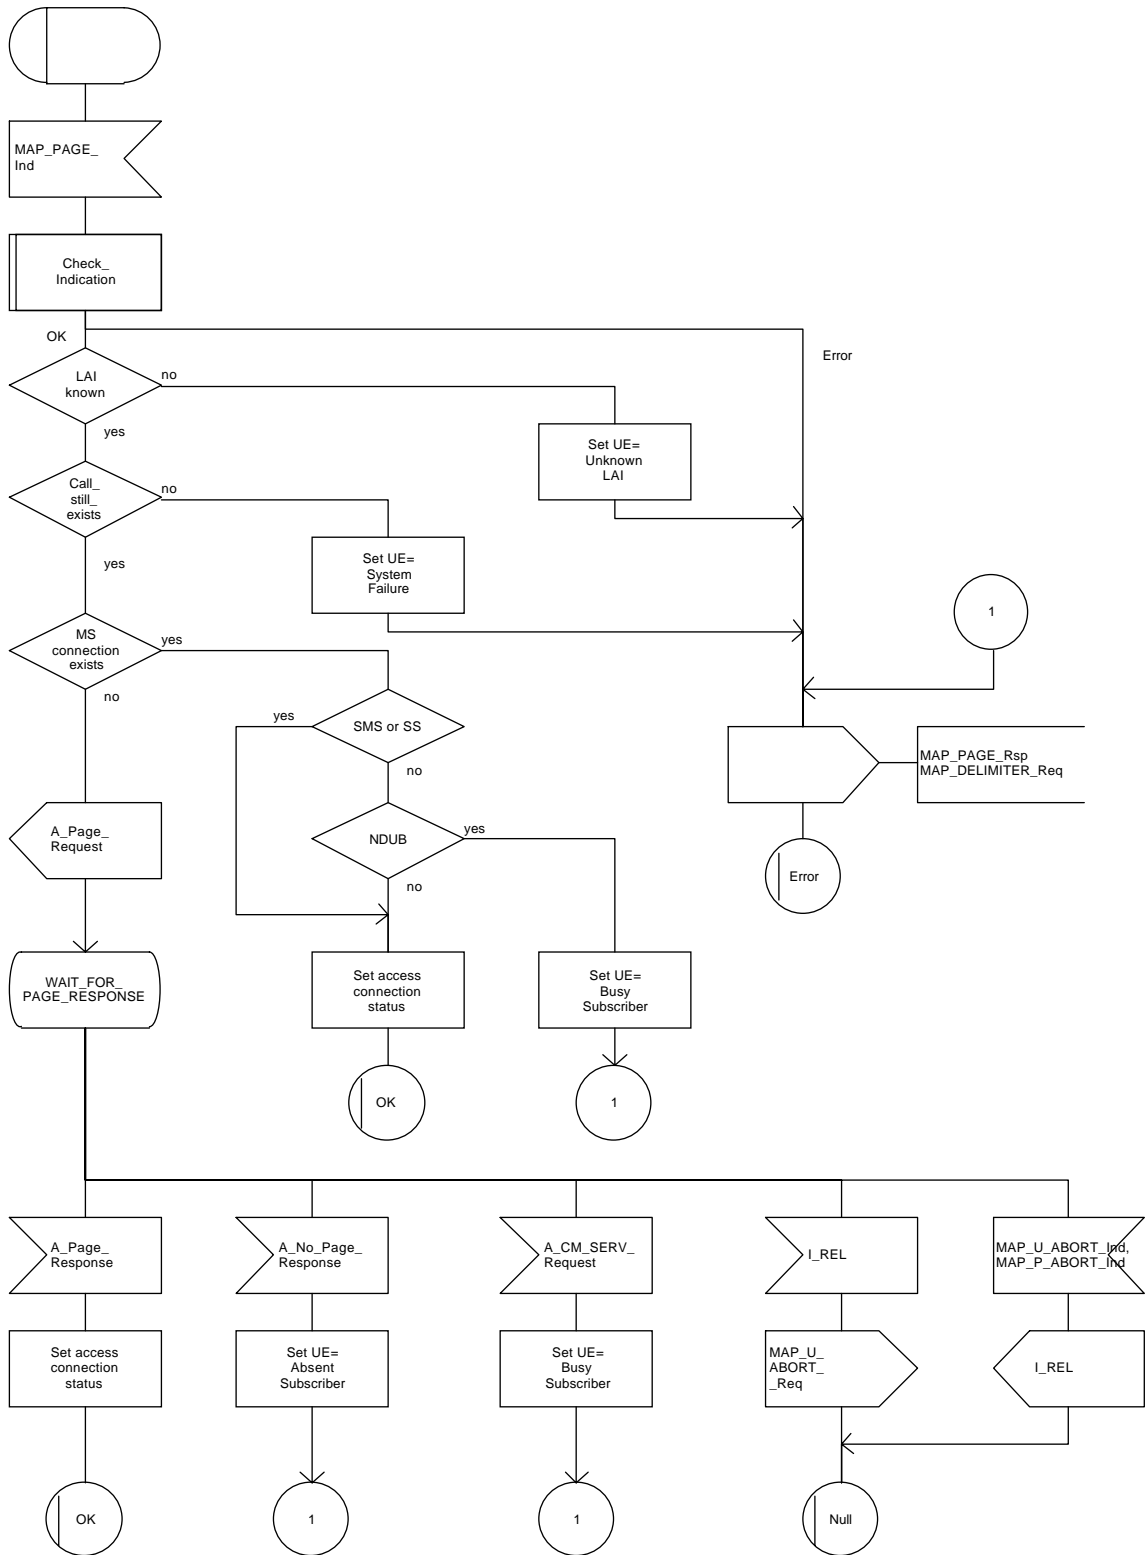 MAP_PAGE_
Ind
Check_
Indication
OK
Error
LAI
known
no
yes
Set UE=
Unknown
LAI
Call_
still_
exists
no
yes
Set UE=
System
Failure
1
MS
connection
exists
yes
no
SMS or SS
yes
no
MAP_PAGE_Rsp
MAP_DELIMITER_Req
A_Page_
Request
NDUB
yes
no
Error
WAIT_FOR_
PAGE_RESPONSE
Set access
connection
status
Set UE=
Busy
Subscriber
OK
1
A_Page_
Response
A_No_Page_
Response
A_CM_SERV_
Request
I_REL
MAP_U_ABORT_Ind,
MAP_P_ABORT_Ind
Set access
connection
status
Set UE=
Absent
Subscriber
Set UE=
Busy
Subscriber
MAP_U_
ABORT_
_Req
I_REL
OK
1
1
Null